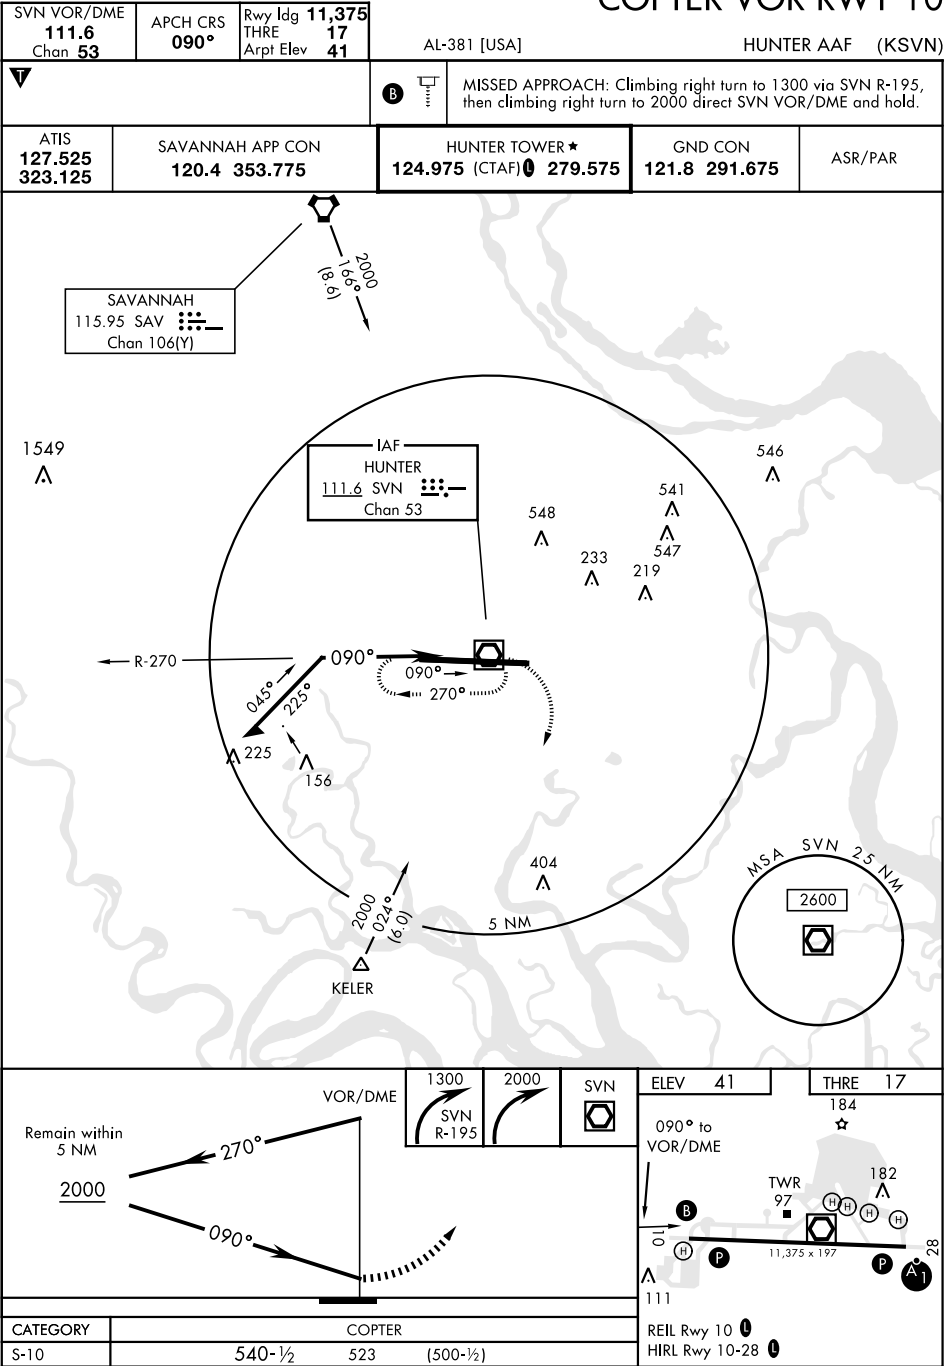 COPTER VOR RWY 10
SVN VOR/DME
111.6
Chan 53
APCH CRS
090°
Rwy ldg 11,375
THRE 17
Arpt Elev 41
AL-381 [USA]
HUNTER AAF (KSVN)
T
B
MISSED APPROACH: Climbing right turn to 1300 via SVN R-195,
then climbing right turn to 2000 direct SVN VOR/DME and hold.
ATIS
127.525
323.125
SAVANNAH APP CON
120.4 353.775
HUNTER TOWER ★
124.975 (CTAF) L 279.575
GND CON
121.8 291.675
ASR/PAR
2000
166°
(8.6)
SAVANNAH
115.95 SAV
Chan 106(Y)
1549
IAF
HUNTER
111.6 SVN
Chan 53
546
541
548
547
233
219
R-270
090°
090°
270°
045°
225°
225
156
404
MSA SVN 25 NM
2600
2000
024°
(6.0)
5 NM
KELER
VOR/DME
1300
SVN
R-195
2000
SVN
Remain within
5 NM
2000
270°
090°
ELEV 41
THRE 17
184
090° to
VOR/DME
TWR
97
182
H
H
H
H
B
10
H
P
11,375 x 197
P
A
1
28
111
REIL Rwy 10 L
HIRL Rwy 10-28 L
CATEGORY
COPTER
S-10
540-½ 523 (500-½)